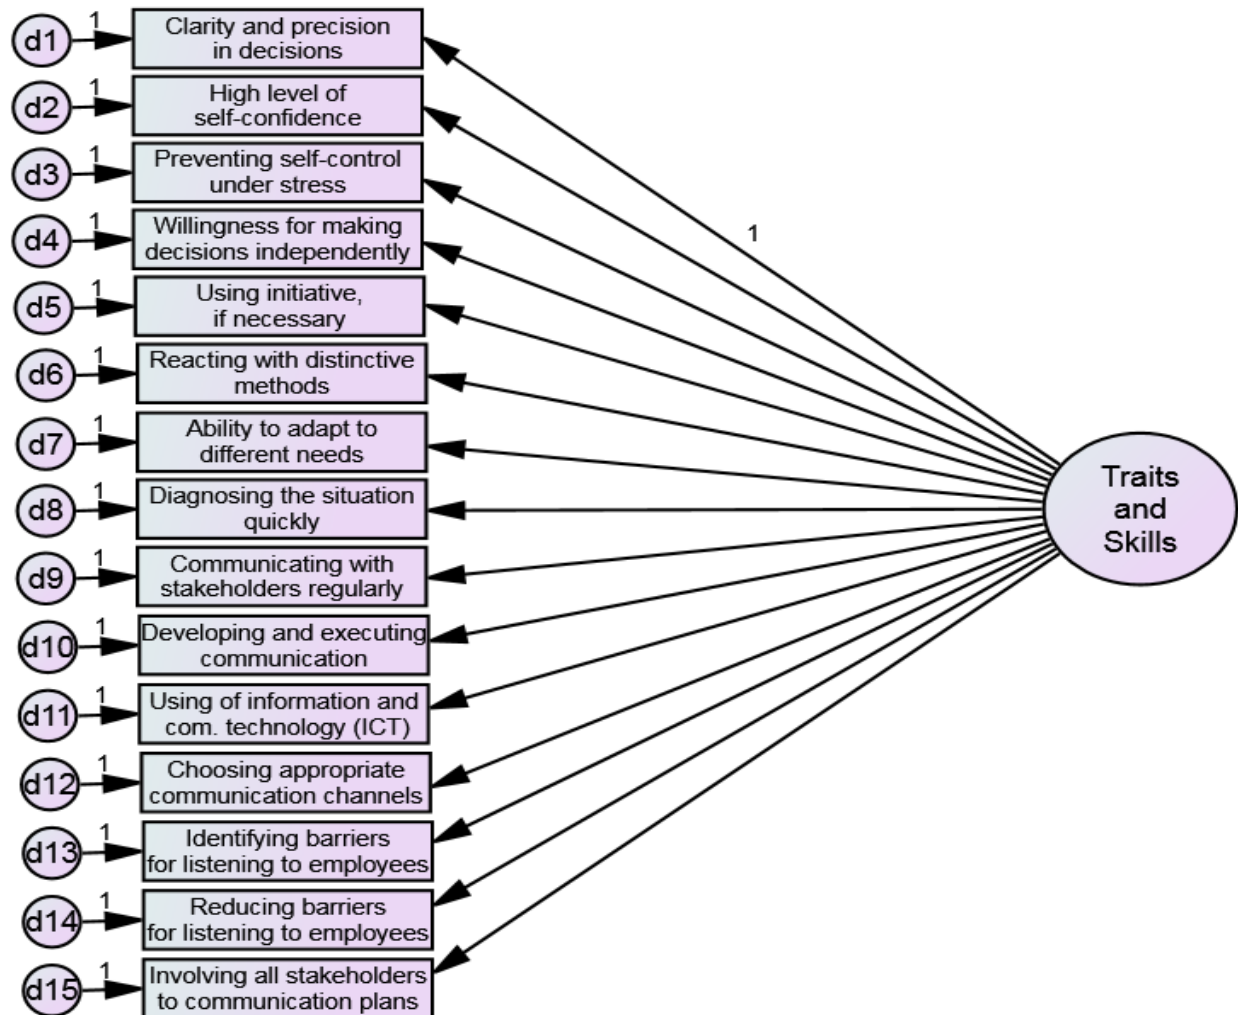 d1
1
Clarity and precision
in decisions
d2
1
High level of
self-confidence
d3
1
Preventing self-control
under stress
d4
1
Willingness for making
decisions independently
1
d5
1
Using initiative,
if necessary
d6
1
Reacting with distinctive
methods
d7
1
Ability to adapt to
different needs
d8
1
Diagnosing the situation
quickly
Traits
and
Skills
d9
1
Communicating with
stakeholders regularly
d10
1
Developing and executing
communication
d11
1
Using of information and
com. technology (ICT)
d12
1
Choosing appropriate
communication channels
d13
1
Identifying barriers
for listening to employees
d14
1
Reducing barriers
for listening to employees
d15
1
Involving all stakeholders
to communication plans